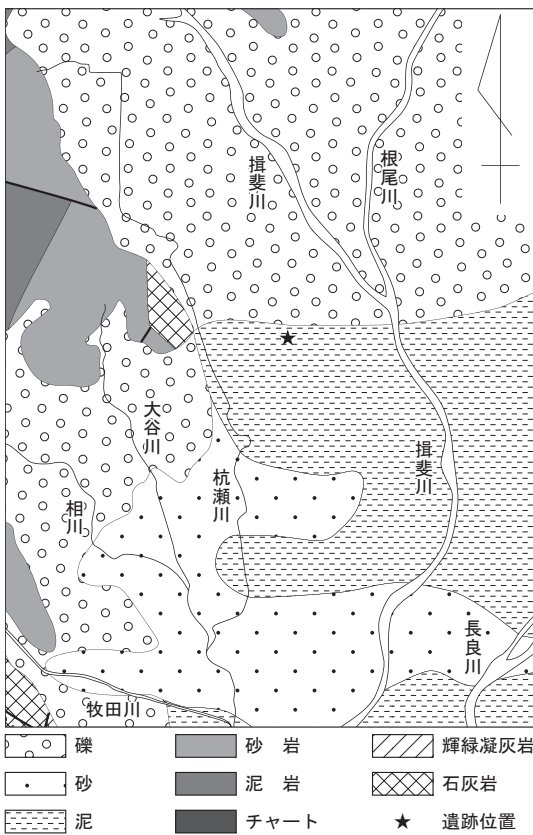 揖斐川
根尾川
大谷川
杭瀬川
揖斐川
相川
長良川
牧田川
礫
砂岩
輝緑凝灰岩
砂
泥岩
石灰岩
泥
チャート
★ 遺跡位置